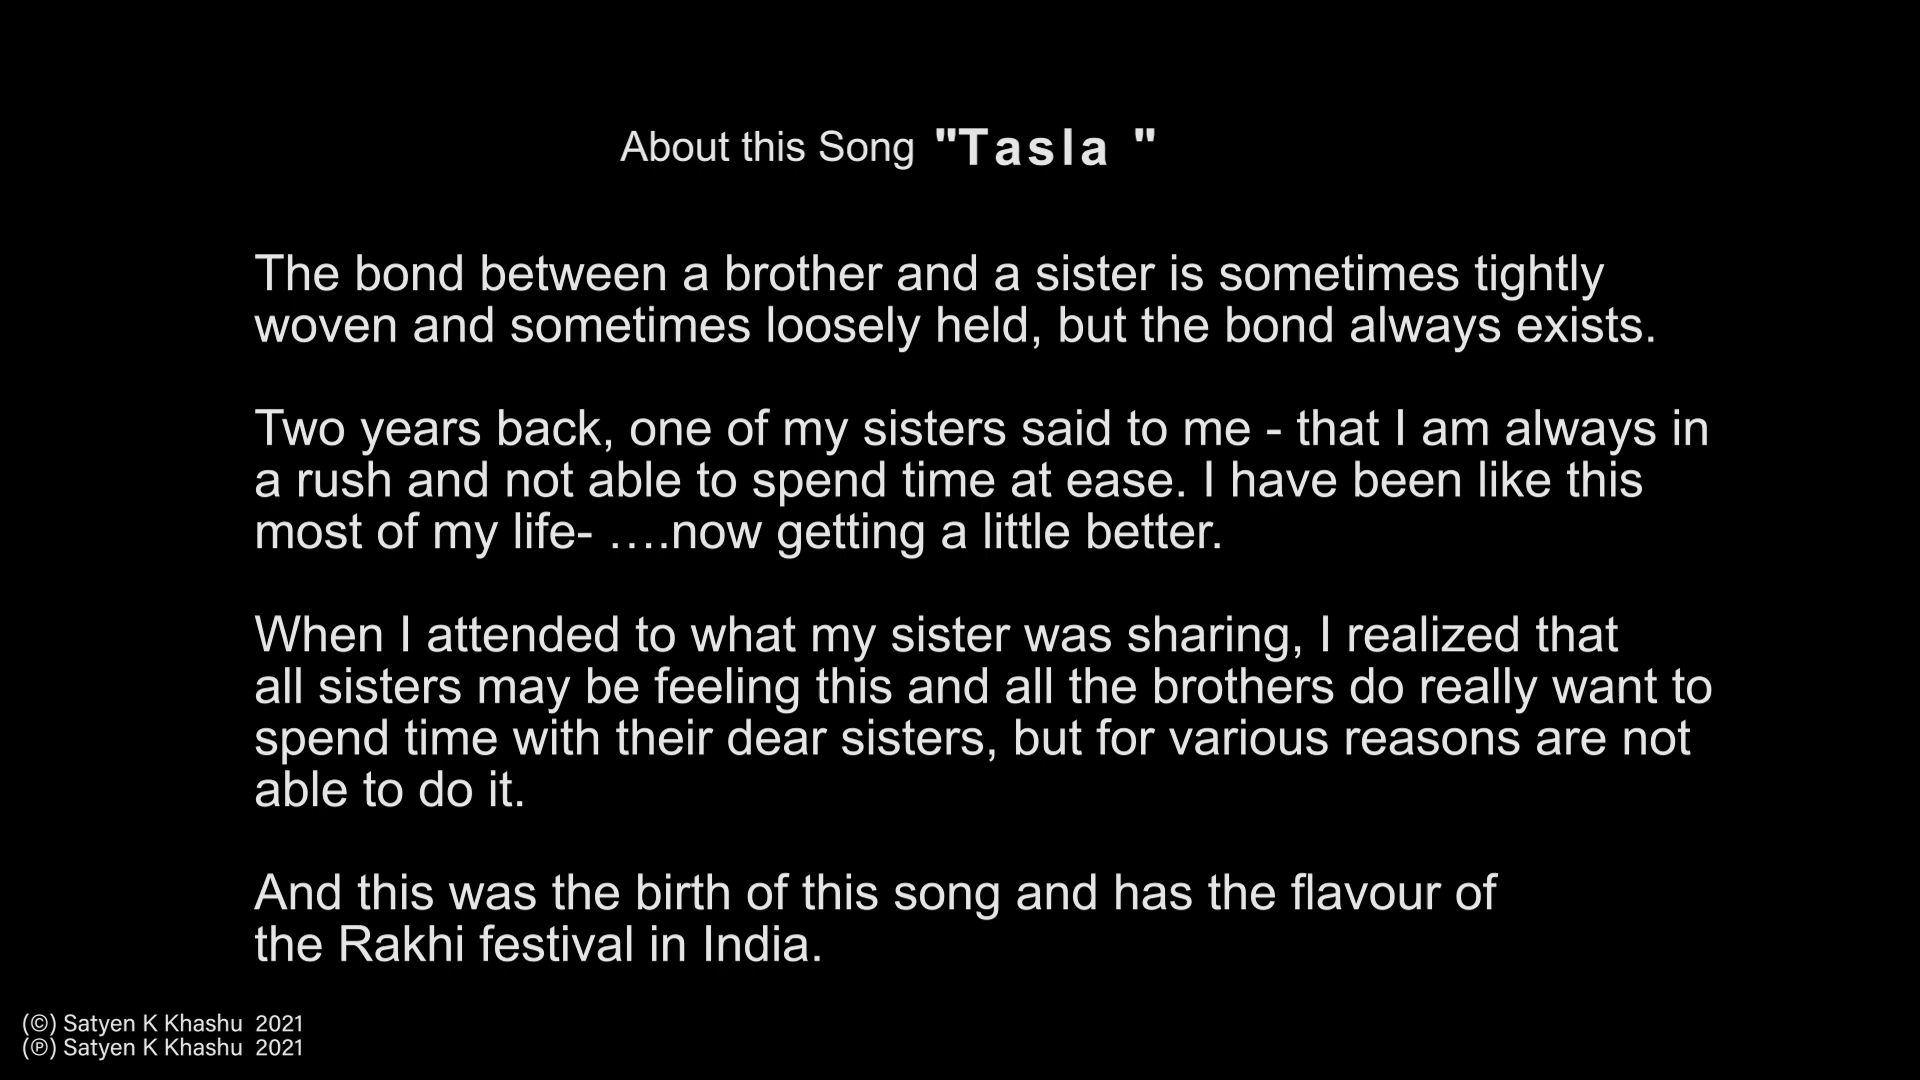 About this Song "Tasla "
The bond between a brother and a sister is sometimes tightly
woven and sometimes loosely held, but the bond always exists.
Two years back, one of my sisters said to me - that I am always in
a rush and not able to spend time at ease. I have been like this
most of my life- ….now getting a little better.
When I attended to what my sister was sharing, I realized that
all sisters may be feeling this and all the brothers do really want to
spend time with their dear sisters, but for various reasons are not
able to do it.
And this was the birth of this song and has the flavour of
the Rakhi festival in India.
(©) Satyen K Khashu 2021
(℗) Satyen K Khashu 2021